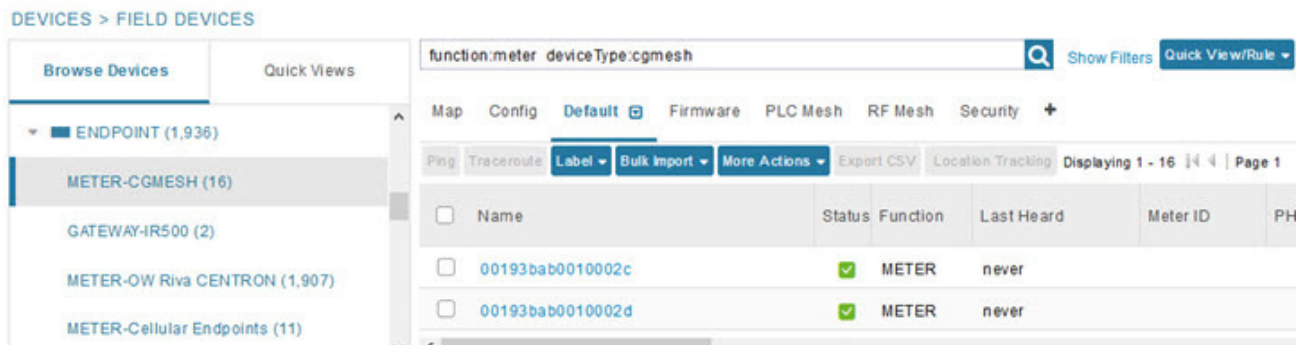 DEVICES > FIELD DEVICES
Browse Devices
Quick Views
ENDPOINT (1,936)
METER-CGMESH (16)
GATEWAY-IR500 (2)
METER-OW Riva CENTRON (1,907)
METER-Cellular Endpoints (11)
function:meter deviceType:cgmesh
Show Filters
Quick View/Rule
Map Config Default Firmware PLC Mesh RF Mesh Security +
Ping Traceroute Label Bulk Import More Actions Export CSV Location Tracking Displaying 1 - 16 Page 1
Name Status Function Last Heard Meter ID PH
00193bab0010002c METER never
00193bab0010002d METER never